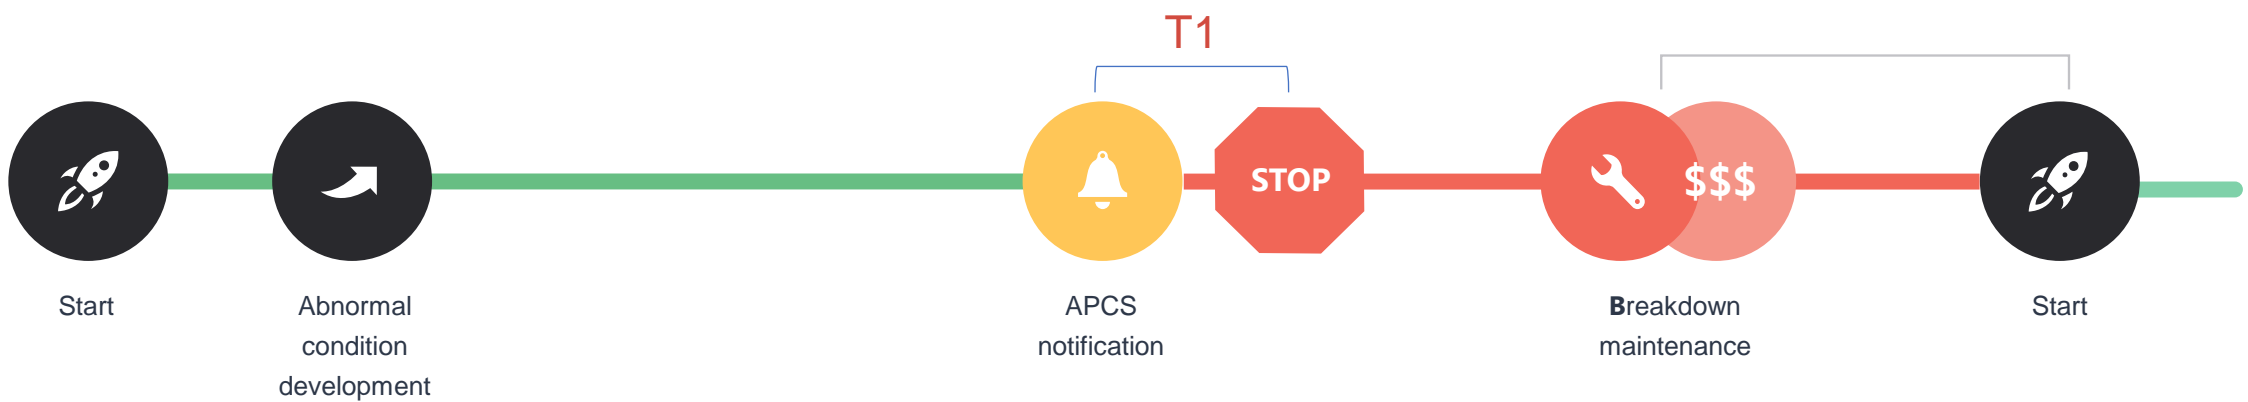 T1
STOP
$$$
Start
Abnormal
condition
development
APCS
notification
Breakdown
maintenance
Start